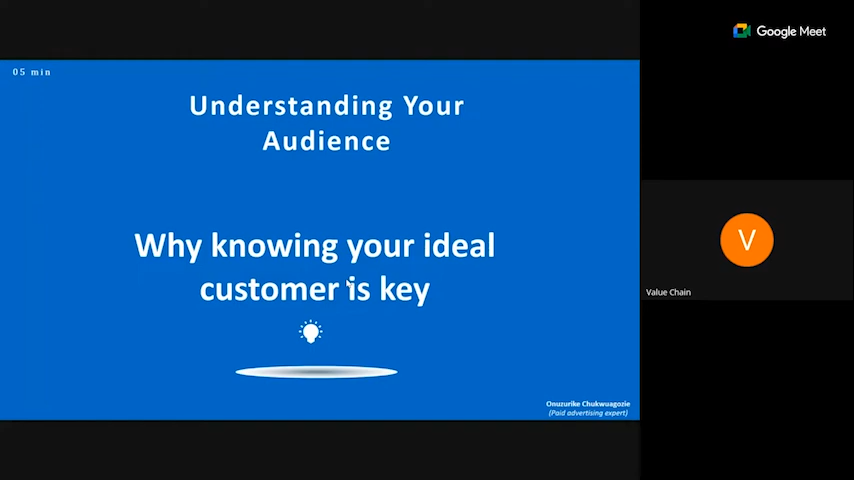 Google Meet
05 min
Understanding Your
Audience
Why knowing your ideal
customer is key
V
Value Chain
Onuzurike Chukwuagozie
(Paid advertising expert)